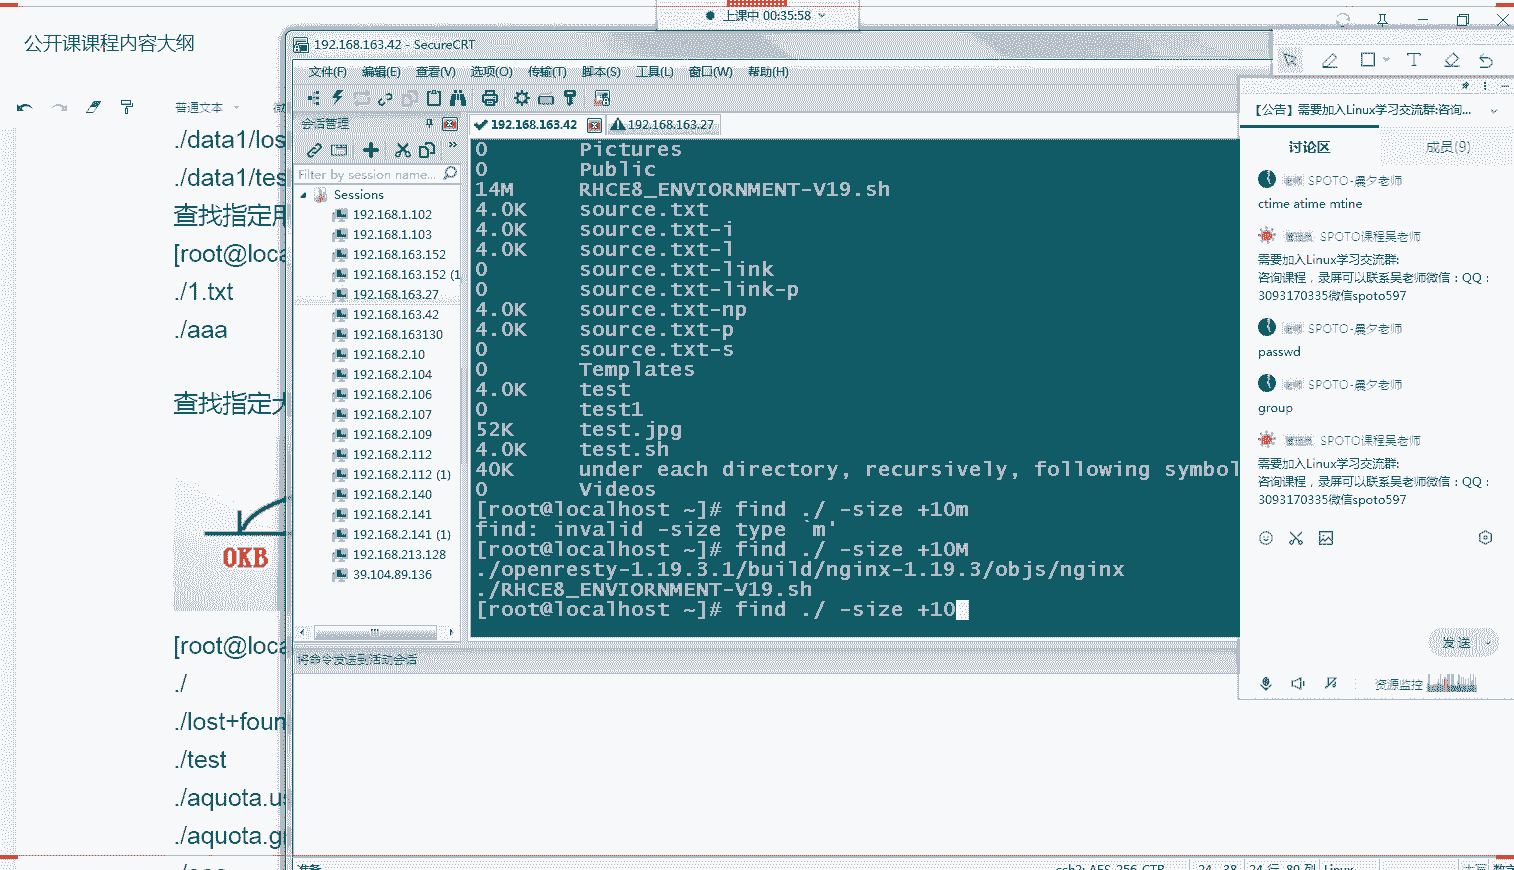 上课中 00:35:58
公开课课程内容大纲
普通文本
./data1/los
./data1/tes
查找指定用
[root@loca
./1.txt
./aaa
查找指定大
0KB
[root@loca
./
./lost+foun
./test
./aquota.us
./aquota.gr
192.168.163.42 - SecureCRT
文件(F) 编辑(E) 查看(V) 选项(O) 传输(T) 脚本(S) 工具(L) 窗口(W) 帮助(H)
会话管理
Filter by session name...
Sessions
192.168.1.102
192.168.1.103
192.168.163.152
192.168.163.152 (1
192.168.163.27
192.168.163.42
192.168.163130
192.168.2.10
192.168.2.104
192.168.2.106
192.168.2.107
192.168.2.109
192.168.2.112
192.168.2.112 (1)
192.168.2.140
192.168.2.141
192.168.2.141 (1)
192.168.213.128
39.104.89.136
192.168.163.42 192.168.163.27
0 Pictures
0 Public
14M RHCE8_ENVIORNMENT-V19.sh
4.0K source.txt
4.0K source.txt-i
4.0K source.txt-l
0 source.txt-link
0 source.txt-link-p
4.0K source.txt-np
4.0K source.txt-p
0 source.txt-s
0 Templates
4.0K test
0 test1
52K test.jpg
4.0K test.sh
40K under each directory, recursively, following symbol
0 Videos
[root@localhost ~]# find ./ -size +10m
find: invalid -size type `m'
[root@localhost ~]# find ./ -size +10M
./openresty-1.19.3.1/build/nginx-1.19.3/objs/nginx
./RHCE8_ENVIORNMENT-V19.sh
[root@localhost ~]# find ./ -size +10
将命令发送到活动会话
准备
ssh2: AES-256-CTR 24, 38 24 行, 80 列 Linux 大写 数字
【公告】需要加入Linux学习交流群:咨询...
讨论区 成员(9)
SPOTO-晨夕老师
ctime atime mtine
SPOTO课程吴老师
需要加入Linux学习交流群:
咨询课程，录屏可以联系吴老师微信：QQ：
3093170335微信spoto597
SPOTO-晨夕老师
passwd
SPOTO-晨夕老师
group
SPOTO课程吴老师
需要加入Linux学习交流群:
咨询课程，录屏可以联系吴老师微信：QQ：
3093170335微信spoto597
发送
资源监控